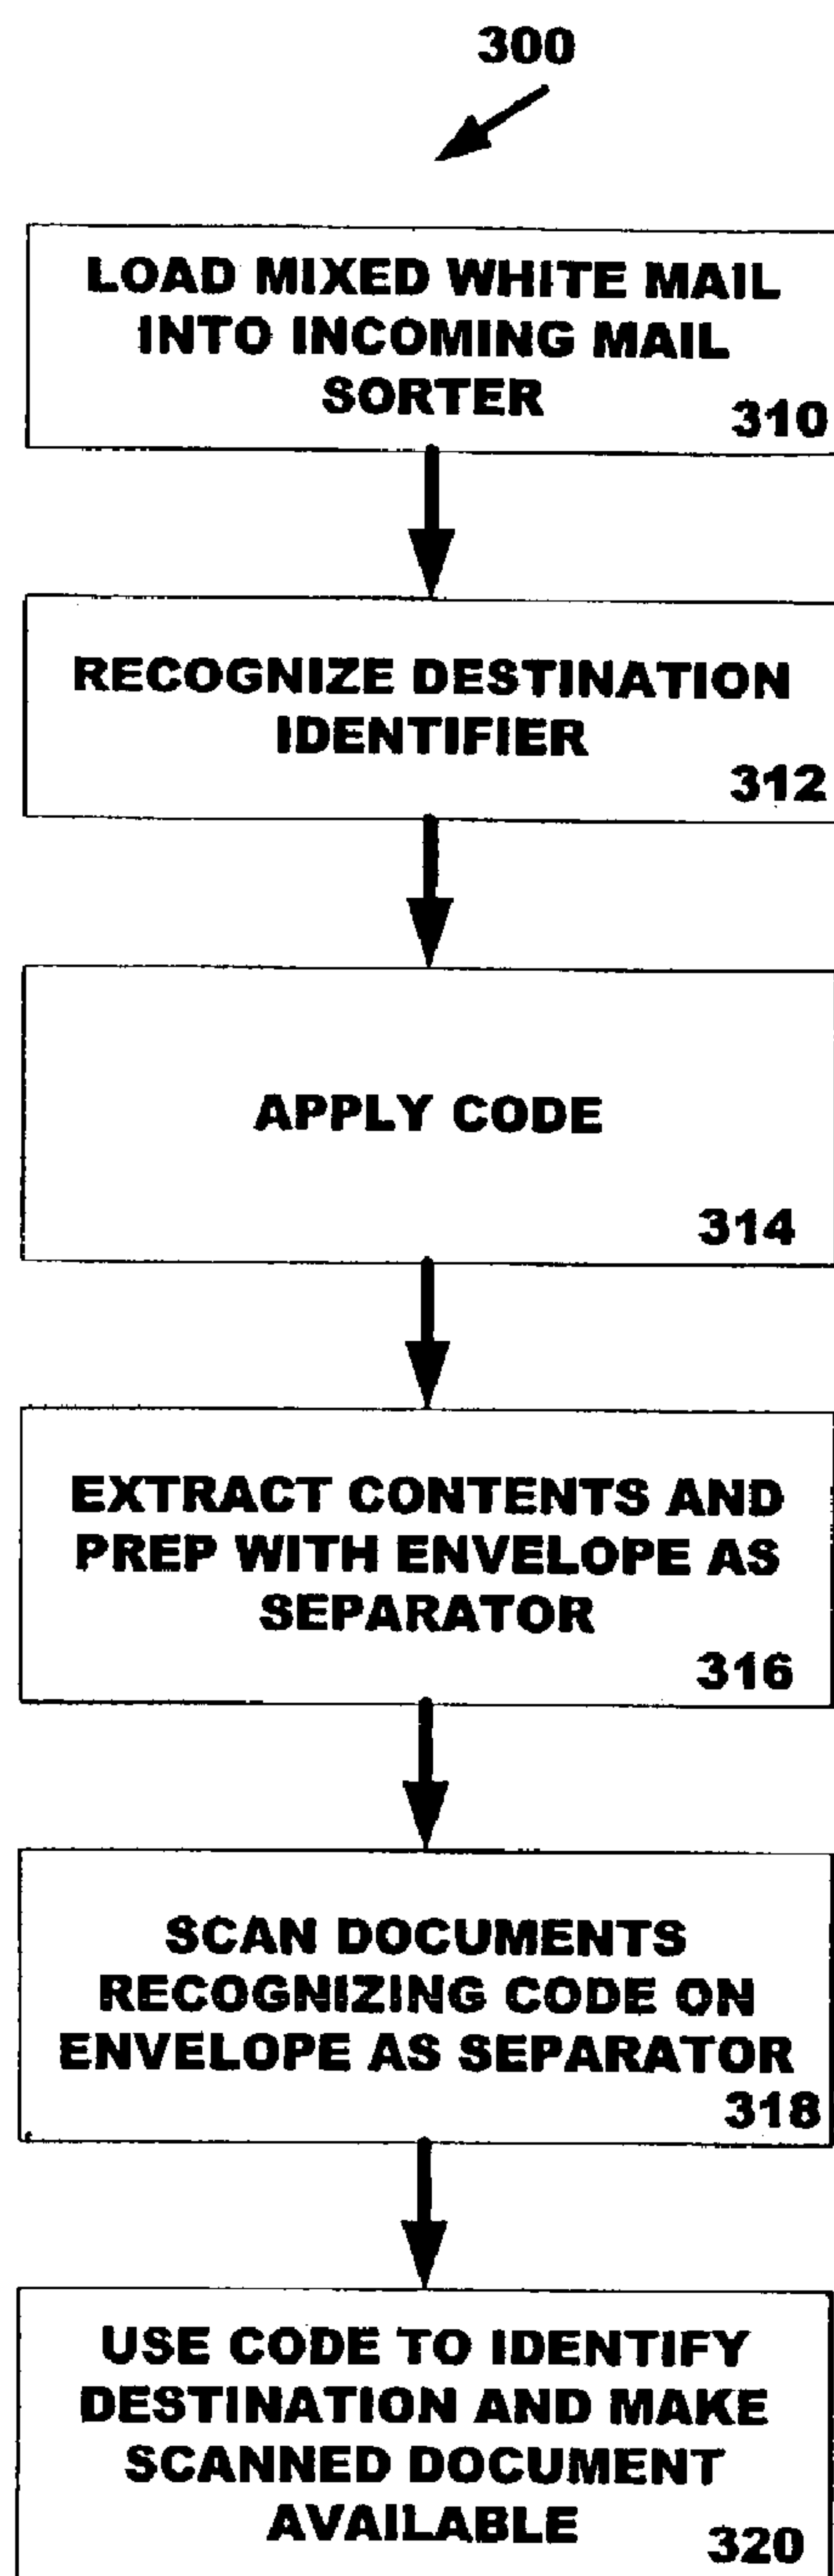 300
LOAD MIXED WHITE MAIL
INTO INCOMING MAIL
SORTER
310
RECOGNIZE DESTINATION
IDENTIFIER
312
APPLY CODE
314
EXTRACT CONTENTS AND
PREP WITH ENVELOPE AS
SEPARATOR
316
SCAN DOCUMENTS
RECOGNIZING CODE ON
ENVELOPE AS SEPARATOR
318
USE CODE TO IDENTIFY
DESTINATION AND MAKE
SCANNED DOCUMENT
AVAILABLE
320